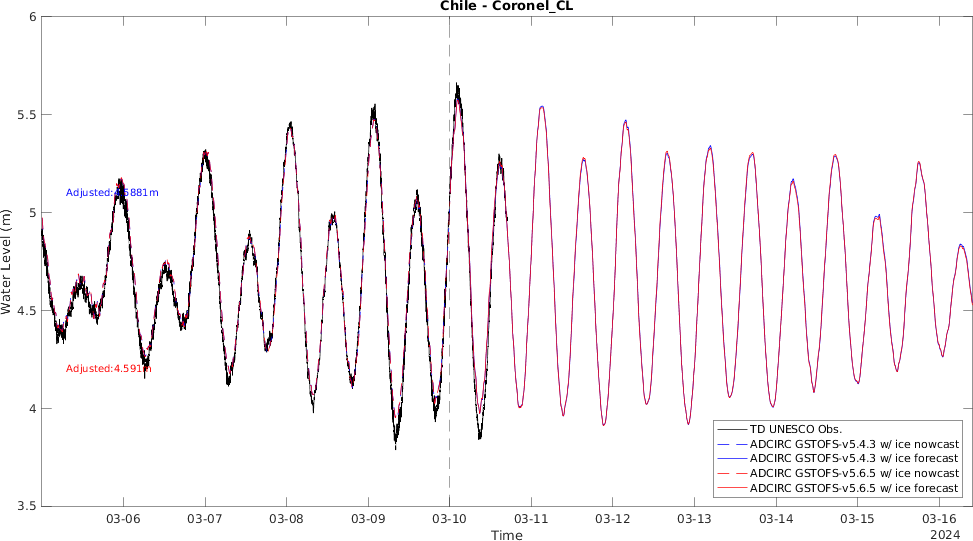 Chile - Coronel_CL
6
5.5
5
4.5
4
3.5
Water Level (m)
Adjusted:4.5881m
Adjusted:4.591m
TD UNESCO Obs.
ADCIRC GSTOFS-v5.4.3 w/ ice nowcast
ADCIRC GSTOFS-v5.4.3 w/ ice forecast
ADCIRC GSTOFS-v5.6.5 w/ ice nowcast
ADCIRC GSTOFS-v5.6.5 w/ ice forecast
03-06 03-07 03-08 03-09 03-10 03-11 03-12 03-13 03-14 03-15 03-16
Time
2024